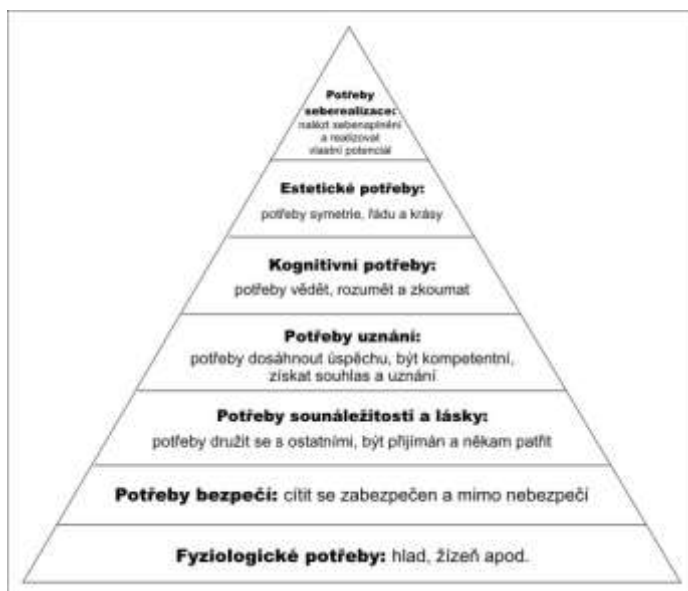 Potřeby
seberealizace:
nalézt sebenaplnění
a realizovat
vlastní potenciál
Estetické potřeby:
potřeby symetrie, řádu a krásy
Kognitivní potřeby:
potřeby vědět, rozumět a zkoumat
Potřeby uznání:
potřeby dosáhnout úspěchu, být kompetentní,
získat souhlas a uznání
Potřeby sounáležitosti a lásky:
potřeby družit se s ostatními, být přijímán a někam patřit
Potřeby bezpečí: cítit se zabezpečen a mimo nebezpečí
Fyziologické potřeby: hlad, žízeň apod.